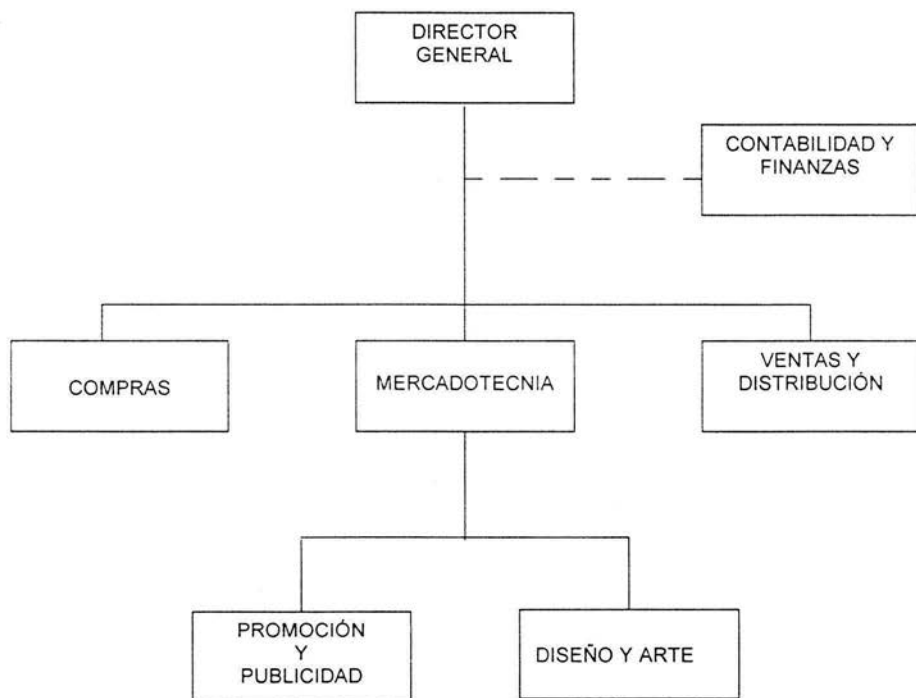 DIRECTOR
GENERAL
CONTABILIDAD Y
FINANZAS
COMPRAS
MERCADOTECNIA
VENTAS Y
DISTRIBUCIÓN
PROMOCIÓN
Y
PUBLICIDAD
DISEÑO Y ARTE